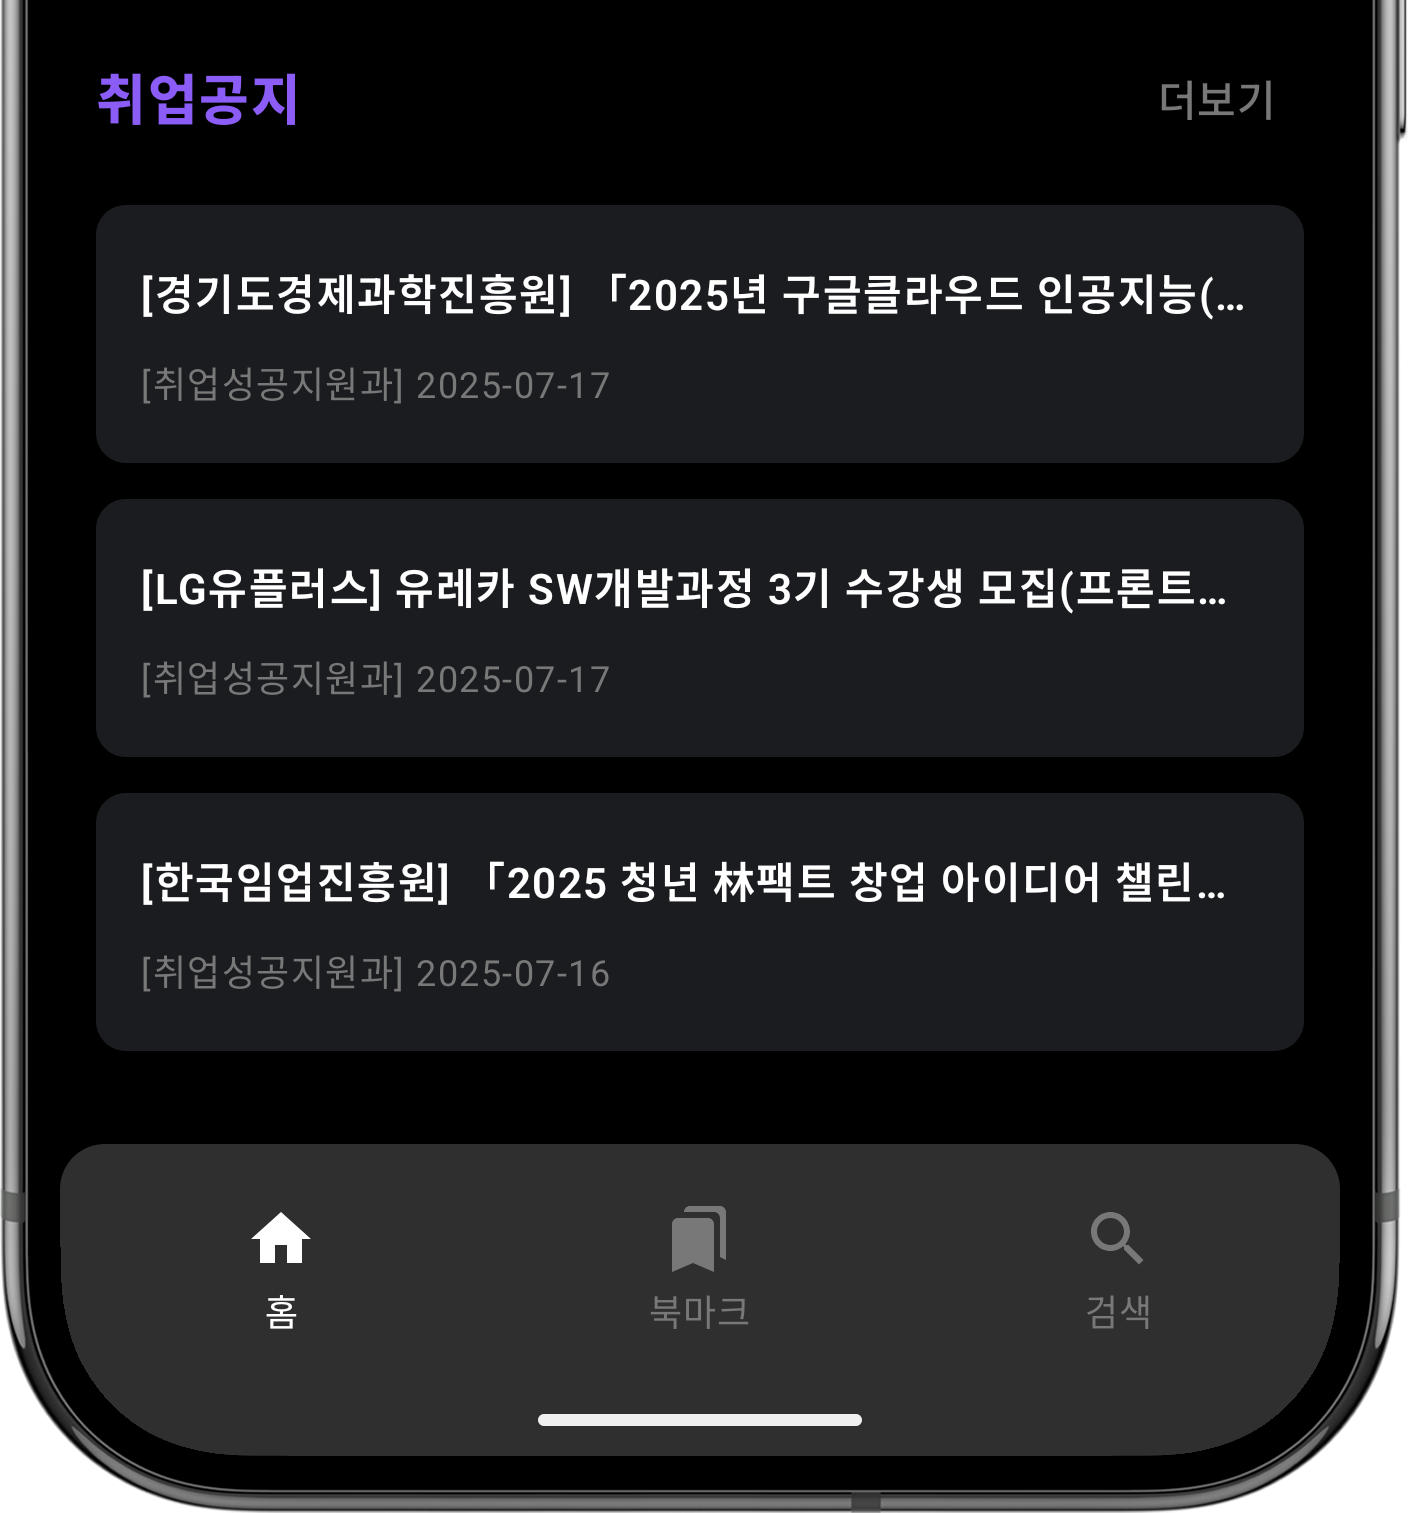 취업공지
더보기
[경기도경제과학진흥원] 「2025년 구글클라우드 인공지능(...
[취업성공지원과] 2025-07-17
[LG유플러스] 유레카 SW개발과정 3기 수강생 모집(프론트...
[취업성공지원과] 2025-07-17
[한국임업진흥원] 「2025 청년 林팩트 창업 아이디어 챌린...
[취업성공지원과] 2025-07-16
홈
북마크
검색